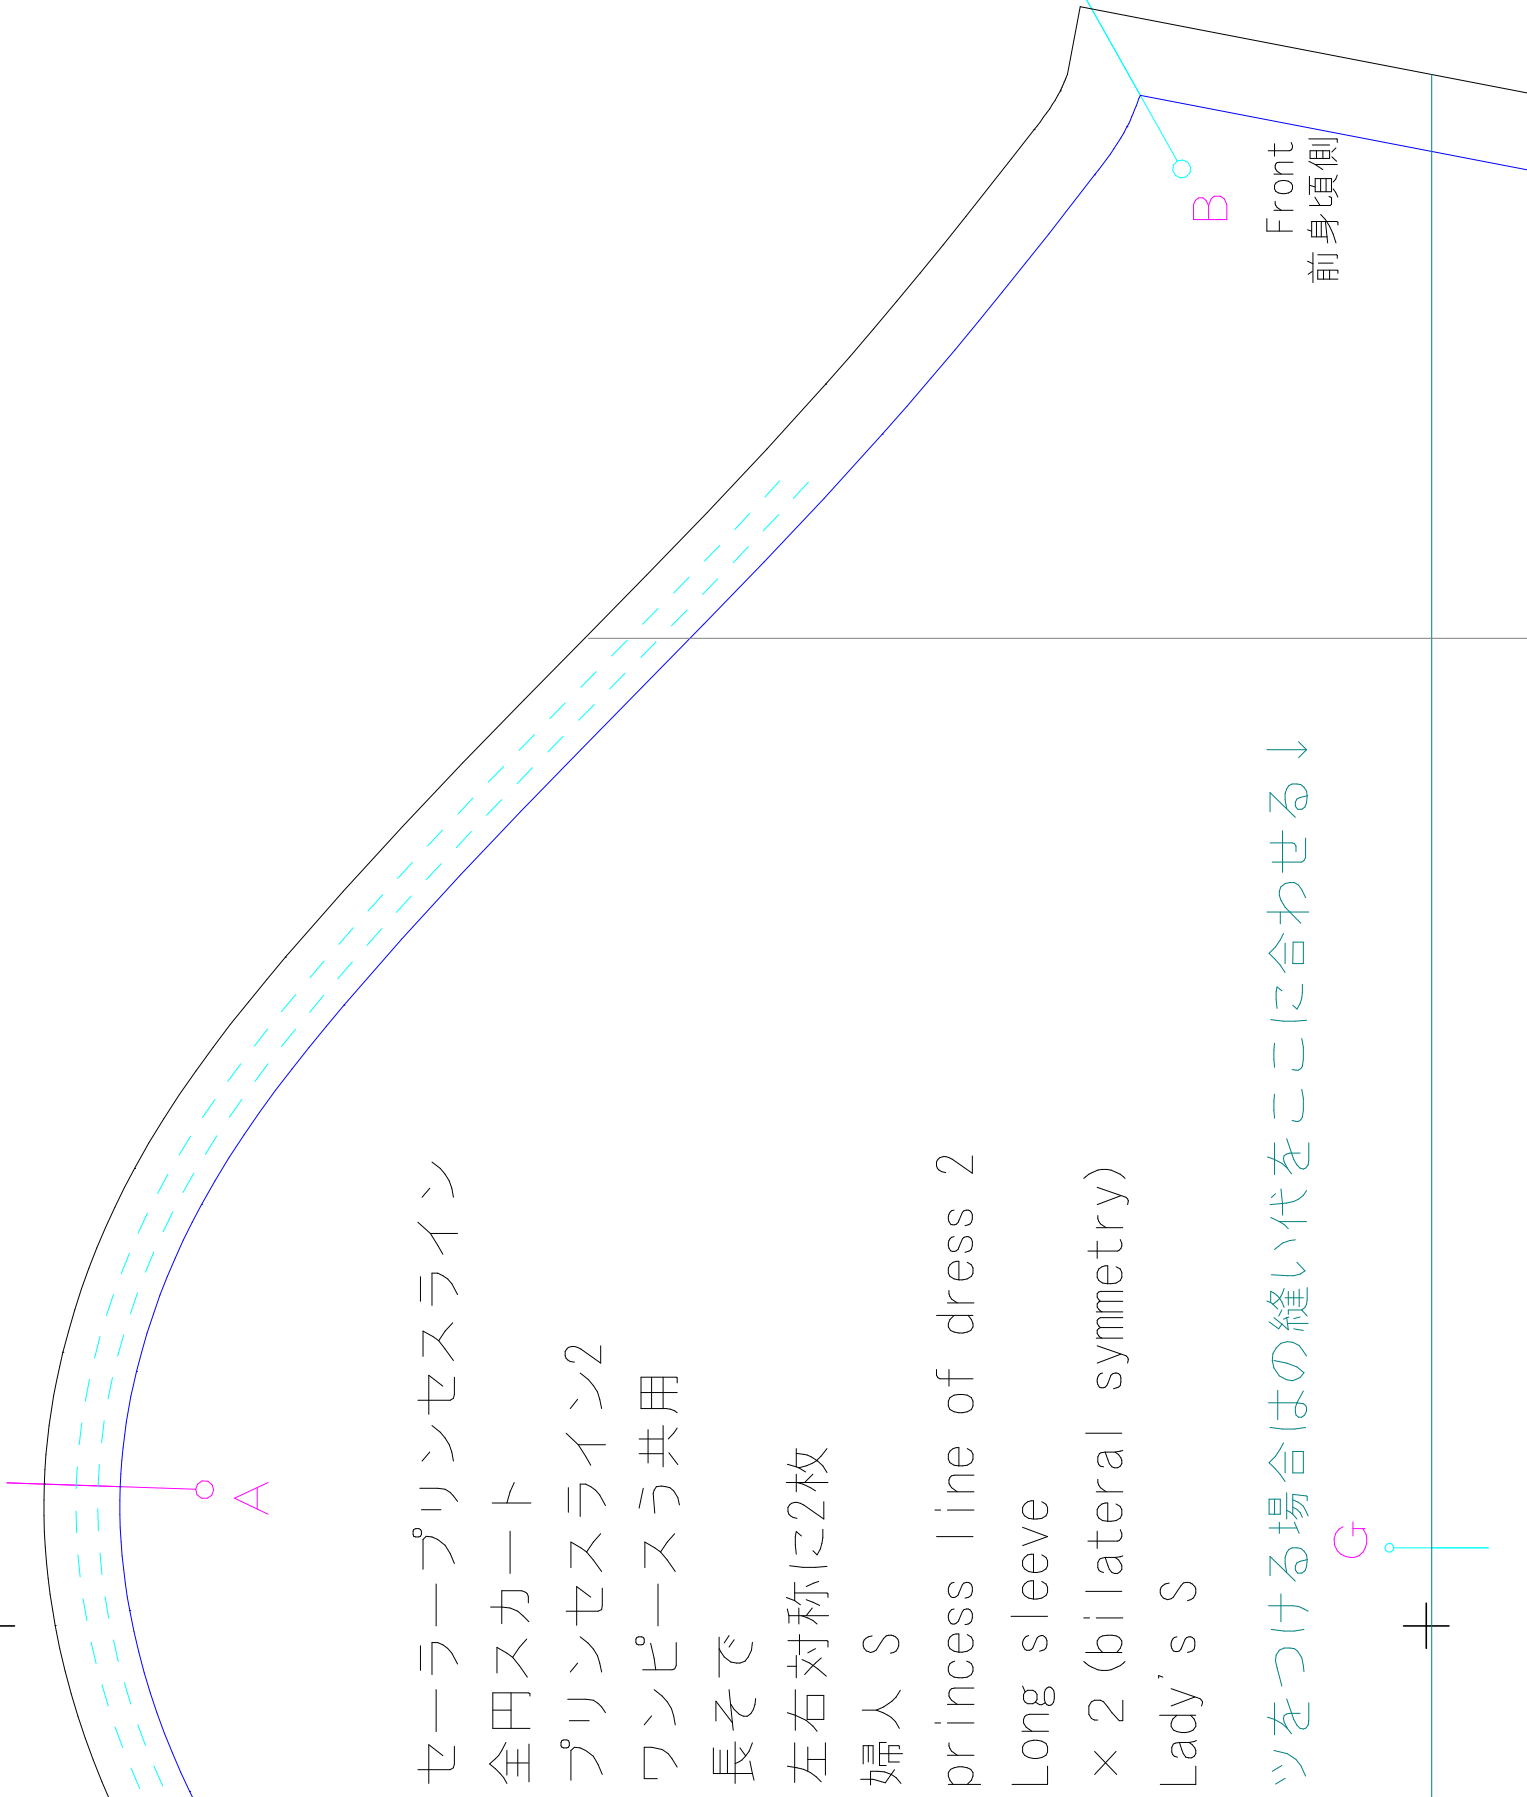 A
セーラープリンセスライン
全円スカート
プリンセスライン2
ワンピースう共用
長そで
左右対称に2枚
婦人 S
princess line of dress 2
Long sleeve
× 2 (bilateral symmetry)
Lady's S
B
Front
前身頃側
ツをつける場合はの縫い代をここに合わせる↓
G